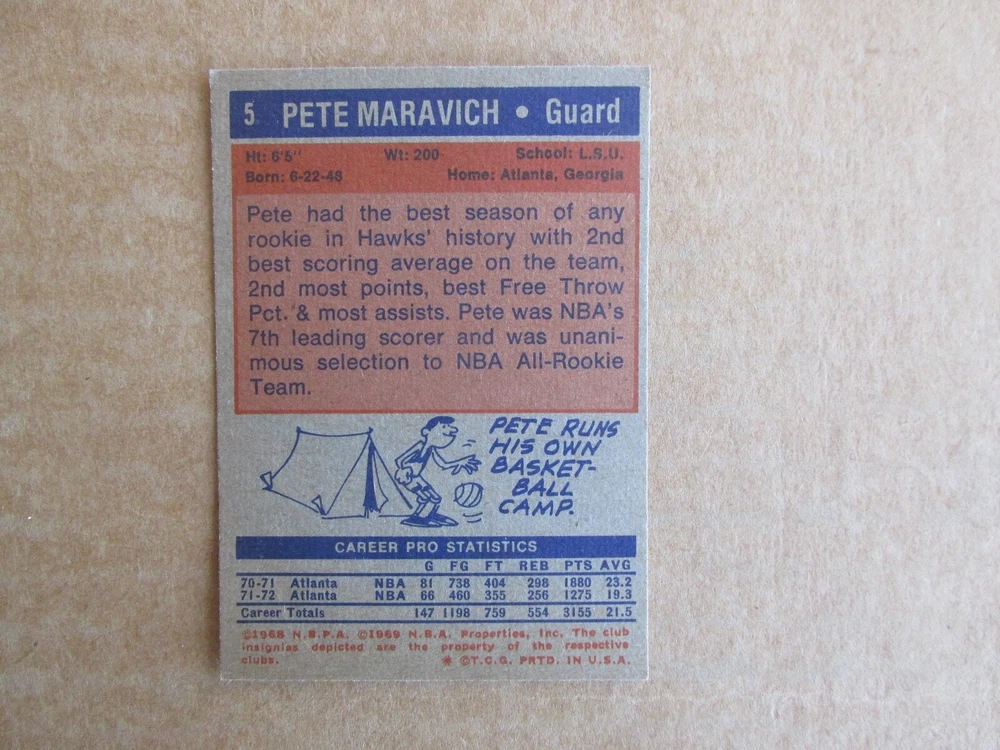 5 PETE MARAVICH • Guard
Ht: 6'5" Wt: 200 School: L.S.U.
Born: 6-22-48 Home: Atlanta, Georgia
Pete had the best season of any
rookie in Hawks' history with 2nd
best scoring average on the team,
2nd most points, best Free Throw
Pct. & most assists. Pete was NBA's
7th leading scorer and was unani-
mous selection to NBA All-Rookie
Team.
PETE RUNS
HIS OWN
BASKET-
BALL
CAMP.
CAREER PRO STATISTICS
G FG FT REB PTS AVG
70-71 Atlanta NBA 81 738 404 298 1880 23.2
71-72 Atlanta NBA 66 460 355 256 1275 19.3
Career Totals 147 1198 759 554 3155 21.5
©1968 N.B.P.A. ©1969 N.B.A. Properties, Inc. The club
insignias depicted are the property of the respective
clubs. * ©T.C.G. PRTD. IN U.S.A.